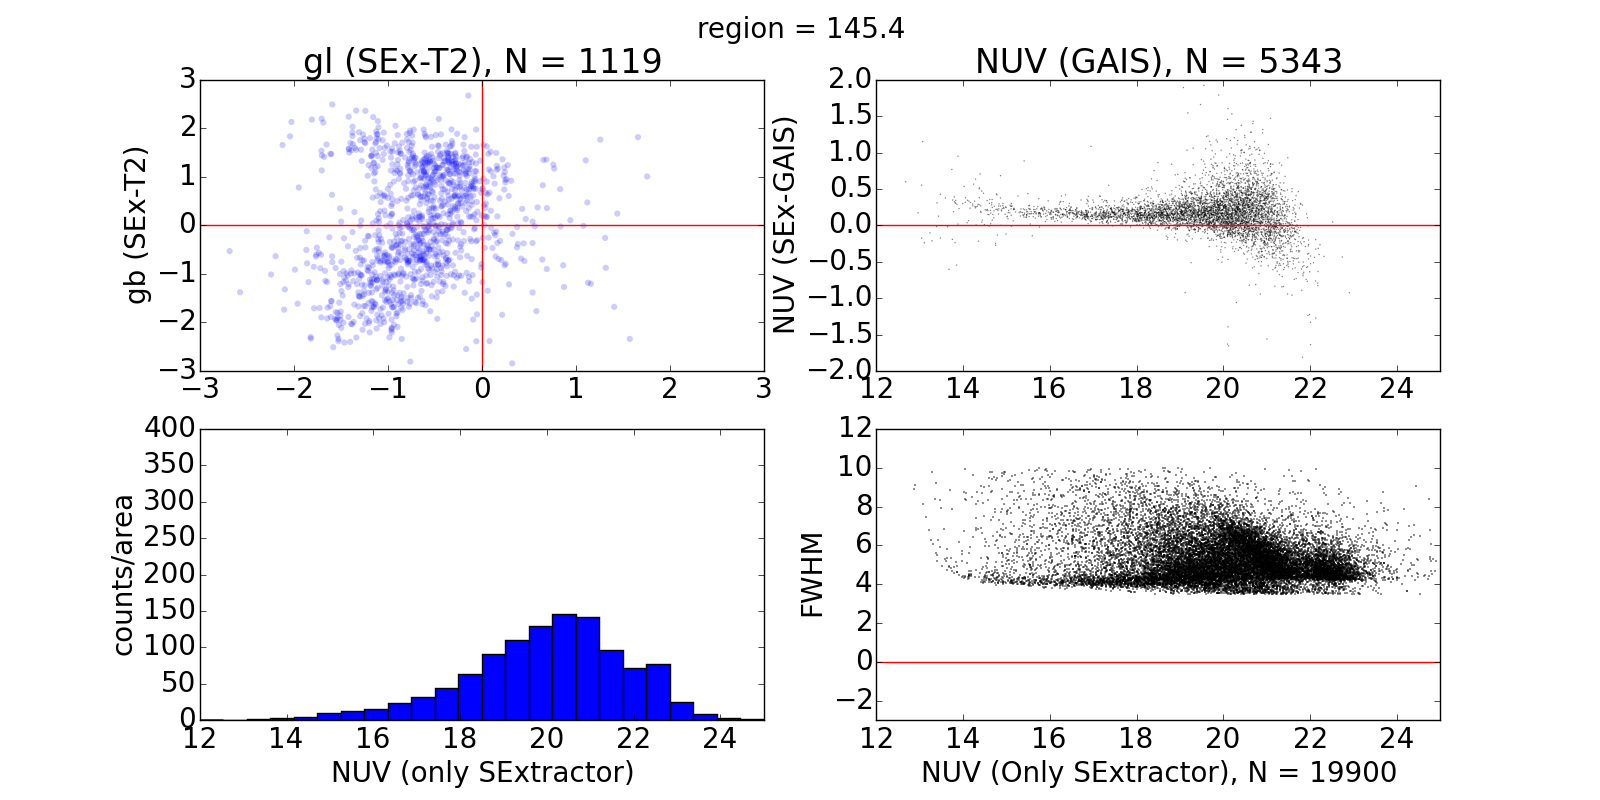 region = 145.4
gl (SEx-T2), N = 1119
NUV (GAIS), N = 5343
gb (SEx-T2)
3
2
1
0
−1
−2
−3
−3 −2 −1 0 1 2 3
NUV (SEx-GAIS)
2.0
1.5
1.0
0.5
0.0
−0.5
−1.0
−1.5
−2.0
12 14 16 18 20 22 24
counts/area
400
350
300
250
200
150
100
50
0
12 14 16 18 20 22 24
NUV (only SExtractor)
FWHM
12
10
8
6
4
2
0
−2
12 14 16 18 20 22 24
NUV (Only SExtractor), N = 19900